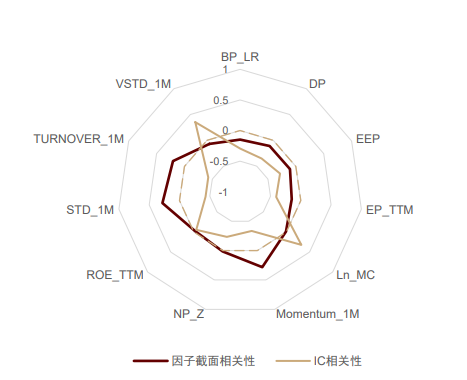 BP_LR
1
VSTD_1M
DP
0.5
TURNOVER_1M
0
EEP
-0.5
-1
STD_1M
EP_TTM
ROE_TTM
Ln_MC
NP_Z
Momentum_1M
因子截面相关性
IC相关性